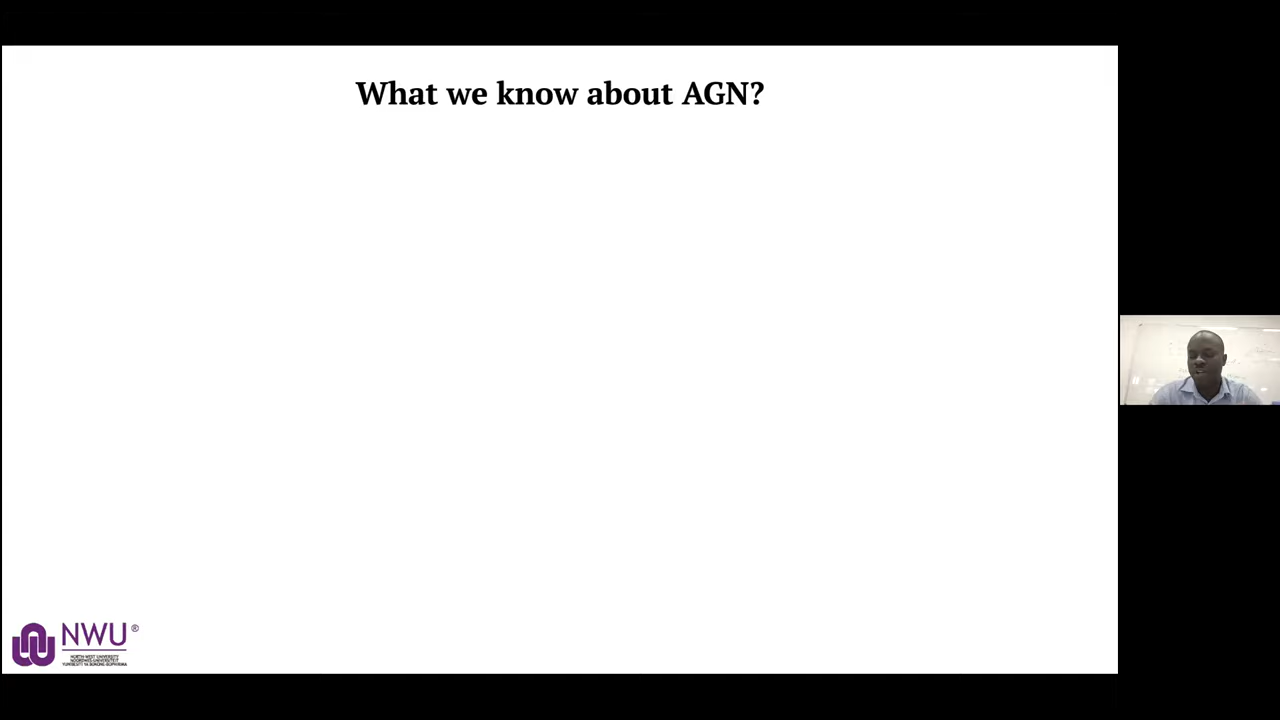 What we know about AGN?
NWU®
NORTH-WEST UNIVERSITY
NOORDWES-UNIVERSITEIT
YUNIBESITI YA BOKONE-BOPHIRIMA